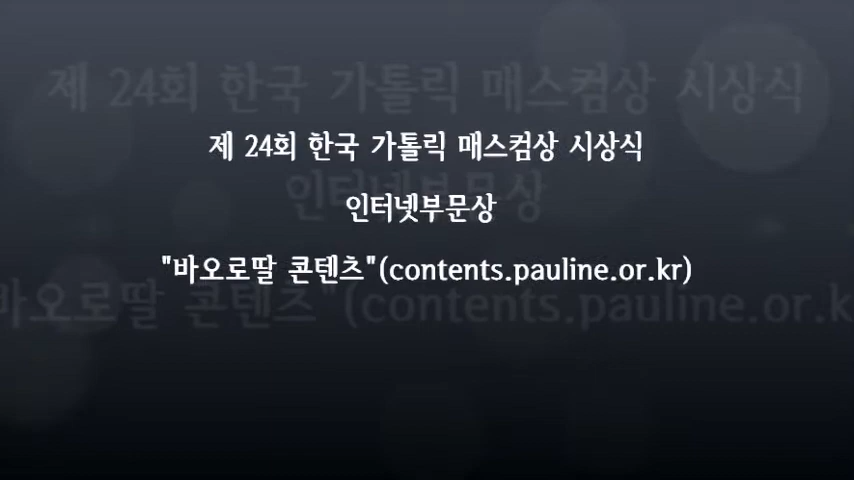 제 24회 한국 가톨릭 매스컴상 시상식
인터넷부문상
"바오로딸 콘텐츠"(contents.pauline.or.kr)